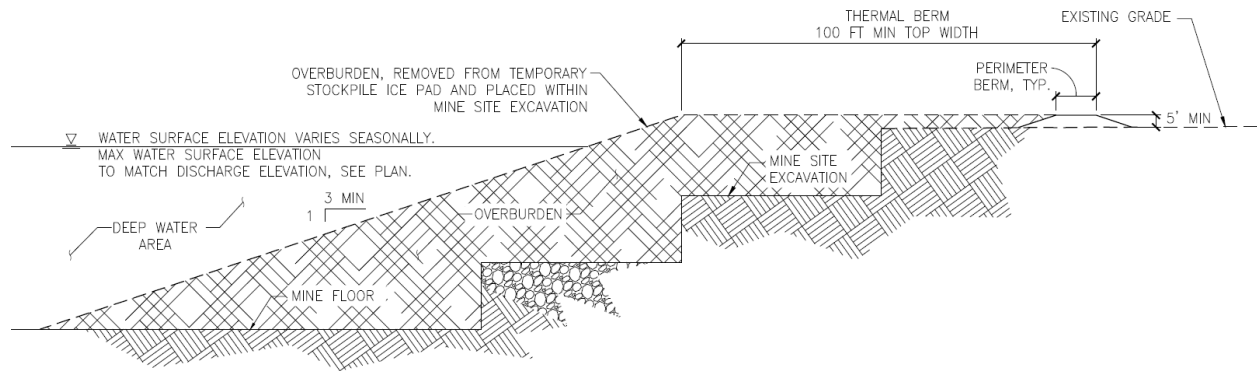 THERMAL BERM
100 FT MIN TOP WIDTH
EXISTING GRADE
OVERBURDEN, REMOVED FROM TEMPORARY
STOCKPILE ICE PAD AND PLACED WITHIN
MINE SITE EXCAVATION
PERIMETER
BERM, TYP.
5' MIN
WATER SURFACE ELEVATION VARIES SEASONALLY.
MAX WATER SURFACE ELEVATION
TO MATCH DISCHARGE ELEVATION, SEE PLAN.
MINE SITE
EXCAVATION
3 MIN
1
OVERBURDEN
DEEP WATER
AREA
MINE FLOOR